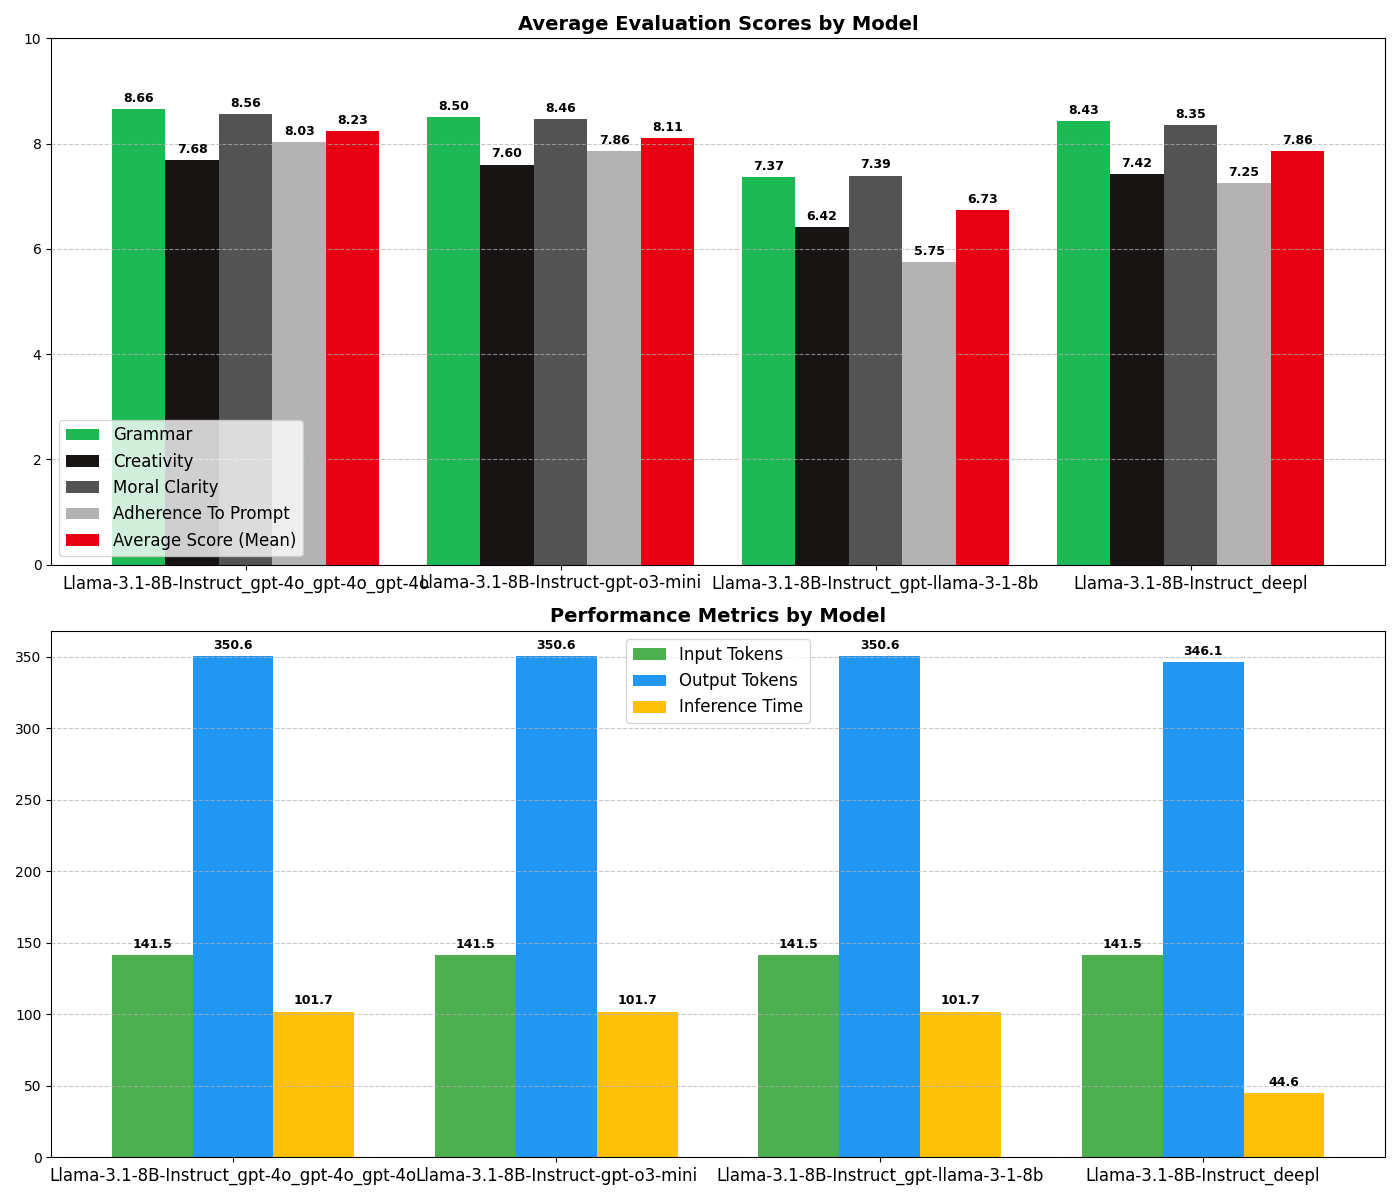 Average Evaluation Scores by Model
10
8
6
4
2
0
8.66
7.68
8.56
8.03
8.23
8.50
7.60
8.46
7.86
8.11
7.37
6.42
7.39
5.75
6.73
8.43
7.42
8.35
7.25
7.86
Grammar
Creativity
Moral Clarity
Adherence To Prompt
Average Score (Mean)
Llama-3.1-8B-Instruct_gpt-4o_gpt-4o_gpt-4o
Llama-3.1-8B-Instruct-gpt-o3-mini
Llama-3.1-8B-Instruct_gpt-llama-3-1-8b
Llama-3.1-8B-Instruct_deepl
Performance Metrics by Model
350
300
250
200
150
100
50
0
141.5
350.6
101.7
141.5
350.6
101.7
141.5
350.6
101.7
141.5
346.1
44.6
Input Tokens
Output Tokens
Inference Time
Llama-3.1-8B-Instruct_gpt-4o_gpt-4o_gpt-4o
Llama-3.1-8B-Instruct-gpt-o3-mini
Llama-3.1-8B-Instruct_gpt-llama-3-1-8b
Llama-3.1-8B-Instruct_deepl